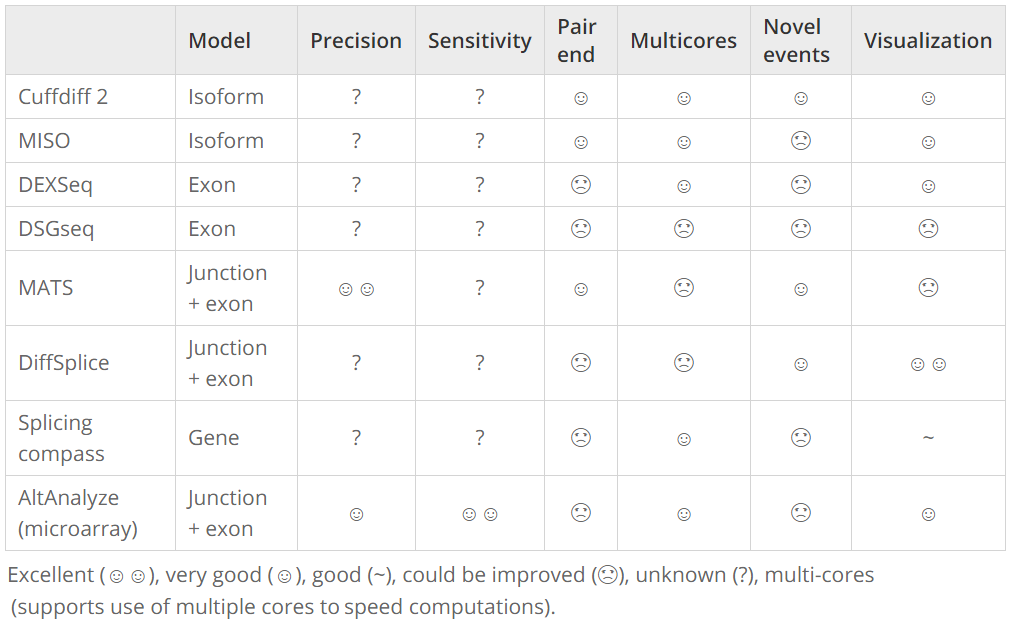 Model Precision Sensitivity Pair end Multicores Novel events Visualization
Cuffdiff 2 Isoform ? ? ☺ ☺ ☺ ☺
MISO Isoform ? ? ☺ ☺ ☹ ☺
DEXSeq Exon ? ? ☹ ☺ ☹ ☺
DSGseq Exon ? ? ☹ ☹ ☹ ☹
MATS Junction + exon ☺☺ ? ☺ ☹ ☺ ☹
DiffSplice Junction + exon ? ? ☹ ☹ ☺ ☺☺
Splicing compass Gene ? ? ☹ ☺ ☹ ~
AltAnalyze (microarray) Junction + exon ☺ ☺☺ ☹ ☺ ☹ ☺
Excellent (☺☺), very good (☺), good (~), could be improved (☹), unknown (?), multi-cores
(supports use of multiple cores to speed computations).